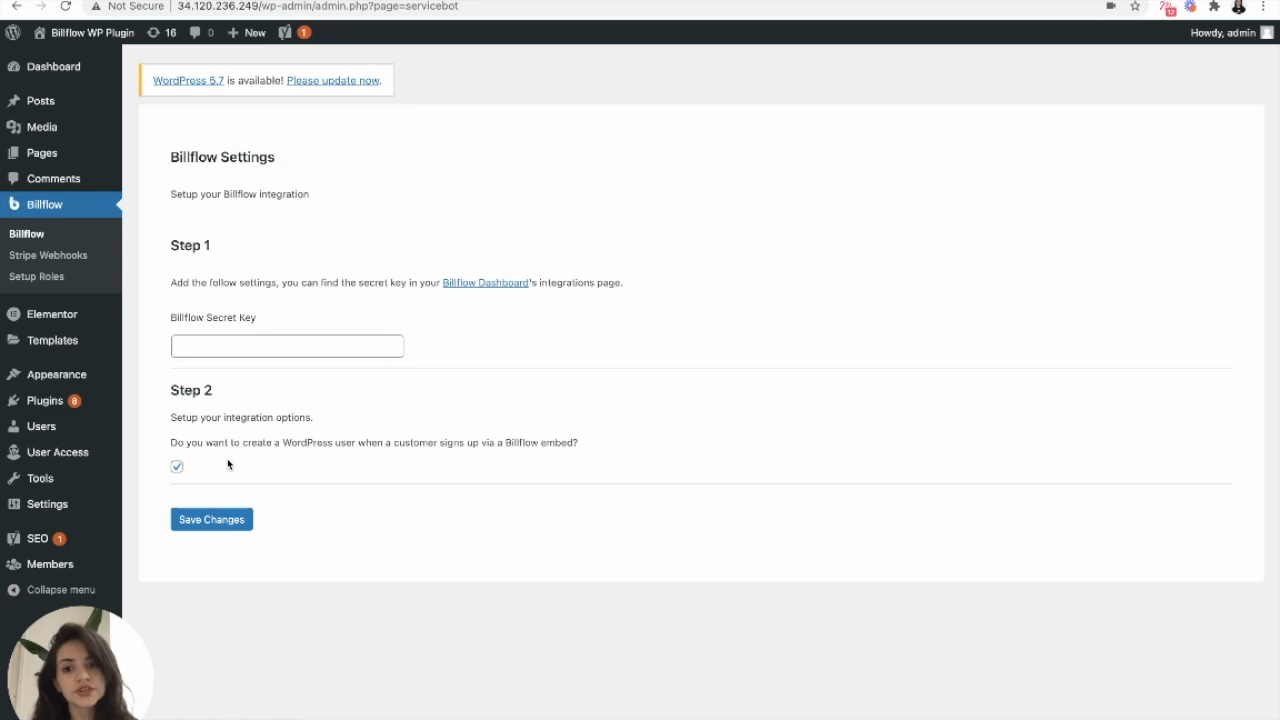 Not Secure 34.120.236.249/wp-admin/admin.php?page=servicebot
12
Billflow WP Plugin 16 0 New 1 Howdy, admin
Dashboard
Posts
Media
Pages
Comments
Billflow
Billflow
Stripe Webhooks
Setup Roles
Elementor
Templates
Appearance
Plugins 8
Users
User Access
Tools
Settings
SEO 1
Members
Collapse menu
WordPress 5.7 is available! Please update now.
Billflow Settings
Setup your Billflow integration
Step 1
Add the follow settings, you can find the secret key in your Billflow Dashboard's integrations page.
Billflow Secret Key
Step 2
Setup your integration options.
Do you want to create a WordPress user when a customer signs up via a Billflow embed?
Save Changes